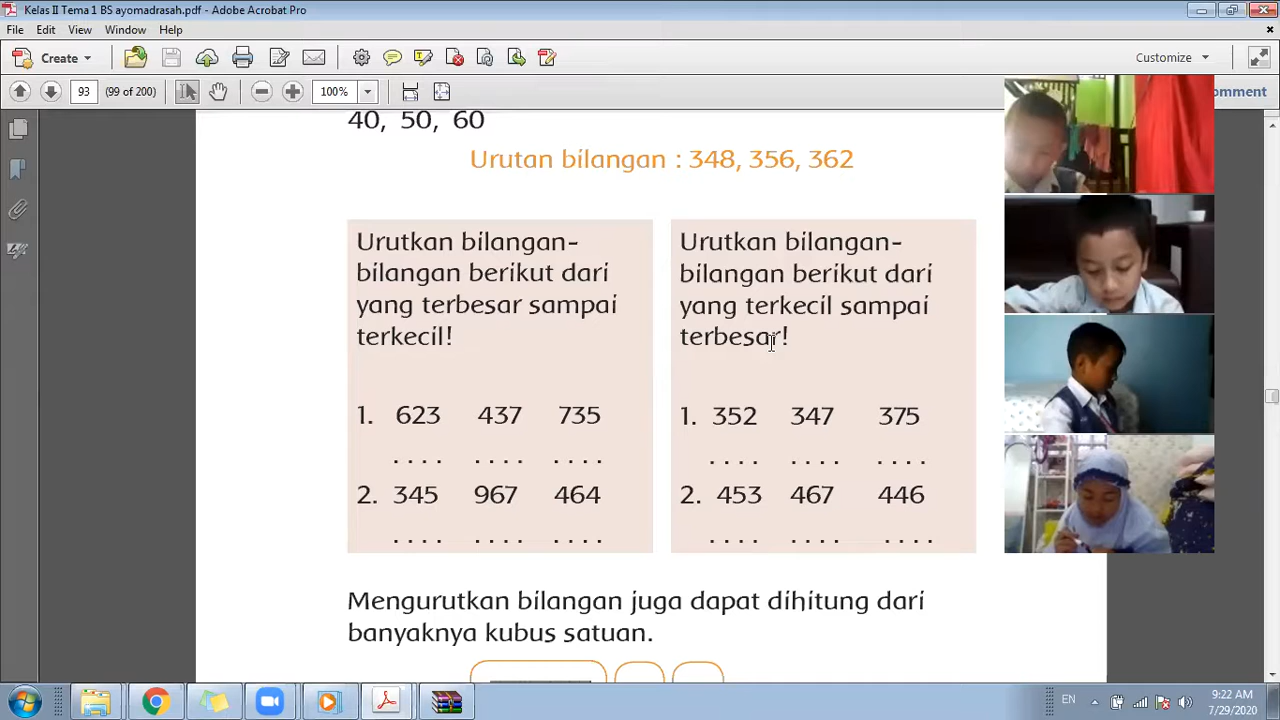 Kelas II Tema 1 BS ayomadrasah.pdf - Adobe Acrobat Pro
File Edit View Window Help
Create Customize
93 (99 of 200) 100% omment
40, 50, 60
Urutan bilangan : 348, 356, 362
Urutkan bilangan-
bilangan berikut dari
yang terbesar sampai
terkecil!
1. 623 437 735
. . . . . . . . . . . .
2. 345 967 464
. . . . . . . . . . . .
Urutkan bilangan-
bilangan berikut dari
yang terkecil sampai
terbesar!
1. 352 347 375
. . . . . . . . . . . .
2. 453 467 446
. . . . . . . . . . . .
Mengurutkan bilangan juga dapat dihitung dari
banyaknya kubus satuan.
EN 9:22 AM
7/29/2020